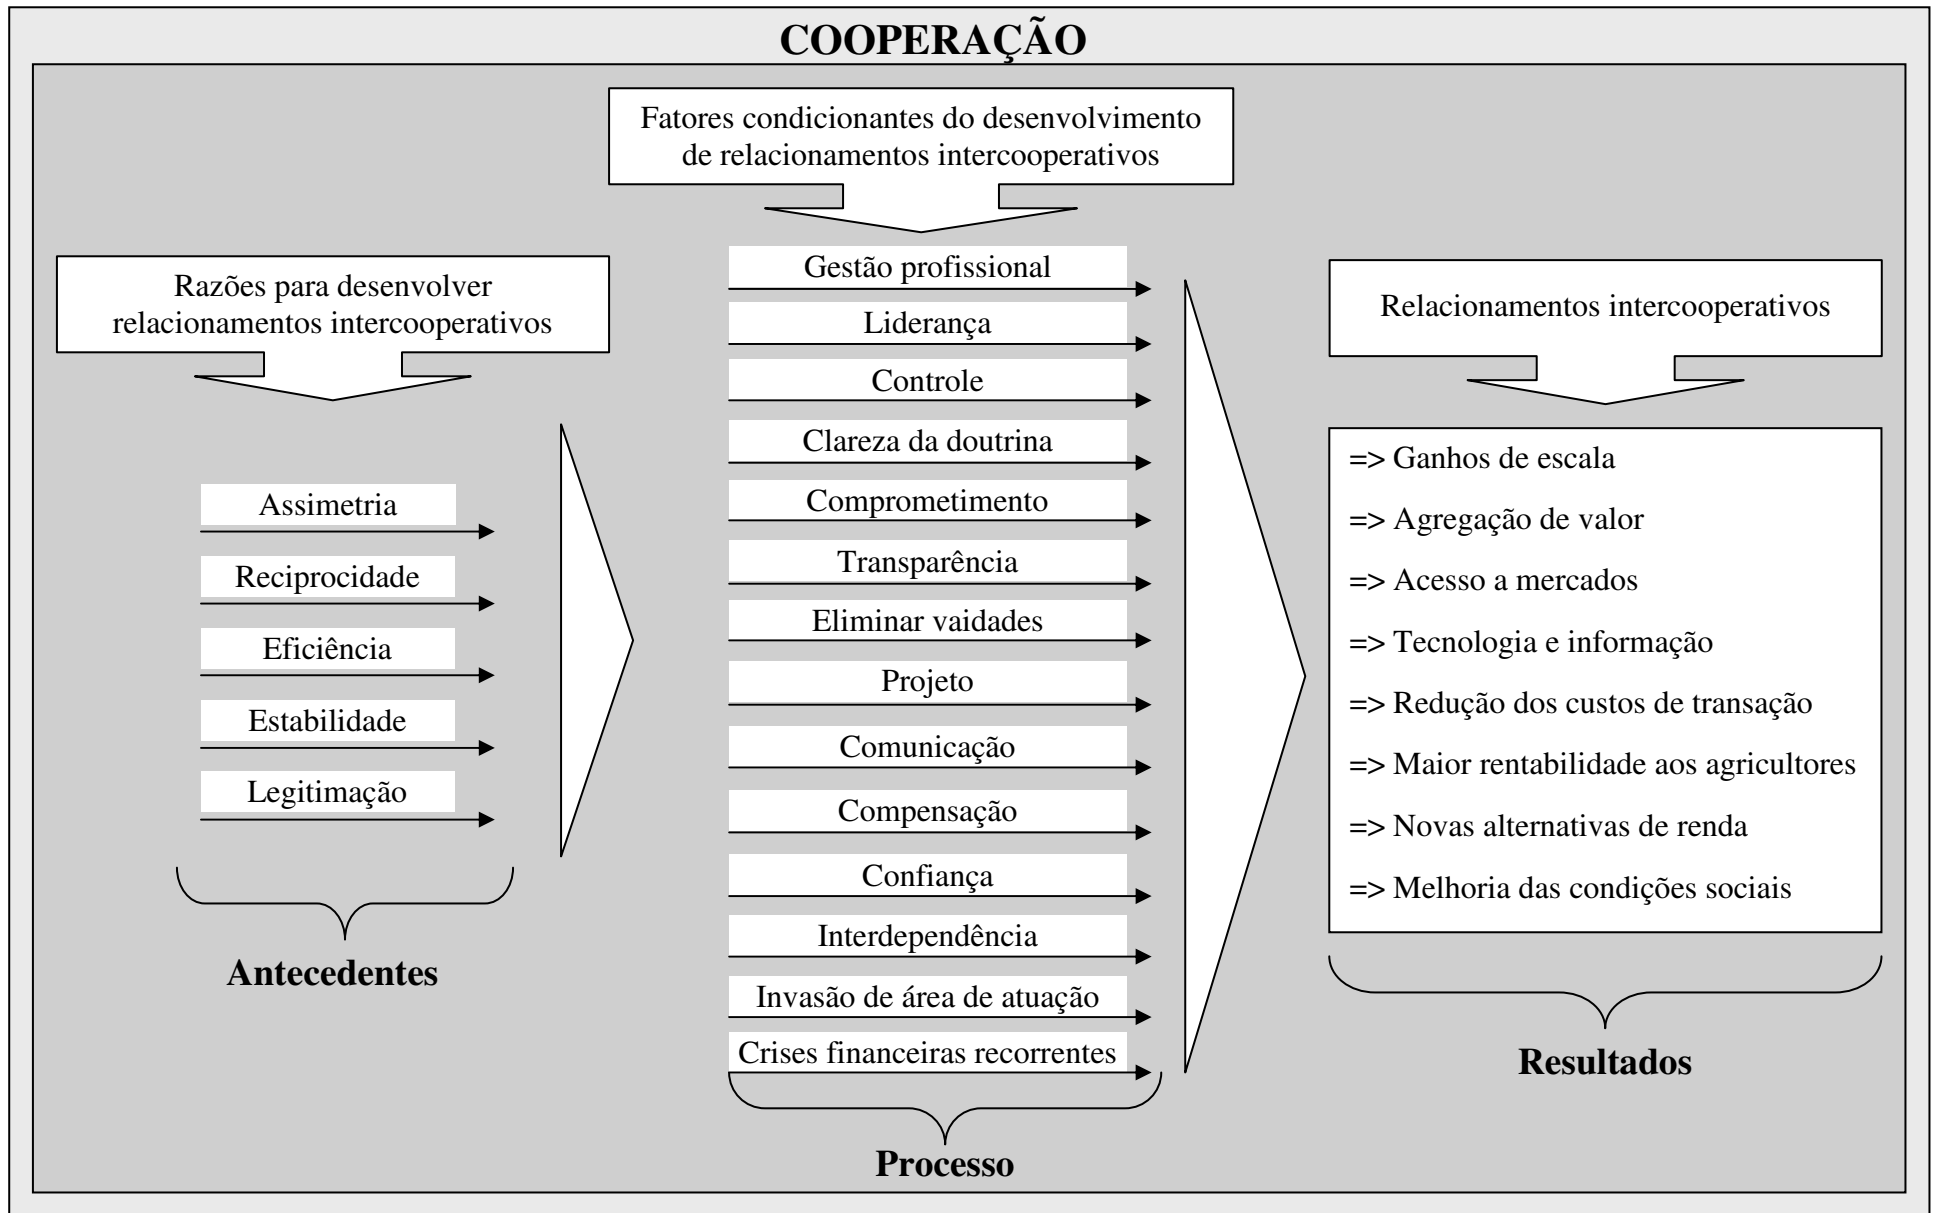 COOPERAÇÃO
Fatores condicionantes do desenvolvimento
de relacionamentos intercooperativos
Razões para desenvolver
relacionamentos intercooperativos
Assimetria
Reciprocidade
Eficiência
Estabilidade
Legitimação
Antecedentes
Gestão profissional
Liderança
Controle
Clareza da doutrina
Comprometimento
Transparência
Eliminar vaidades
Projeto
Comunicação
Compensação
Confiança
Interdependência
Invasão de área de atuação
Crises financeiras recorrentes
Processo
Relacionamentos intercooperativos
=> Ganhos de escala
=> Agregação de valor
=> Acesso a mercados
=> Tecnologia e informação
=> Redução dos custos de transação
=> Maior rentabilidade aos agricultores
=> Novas alternativas de renda
=> Melhoria das condições sociais
Resultados